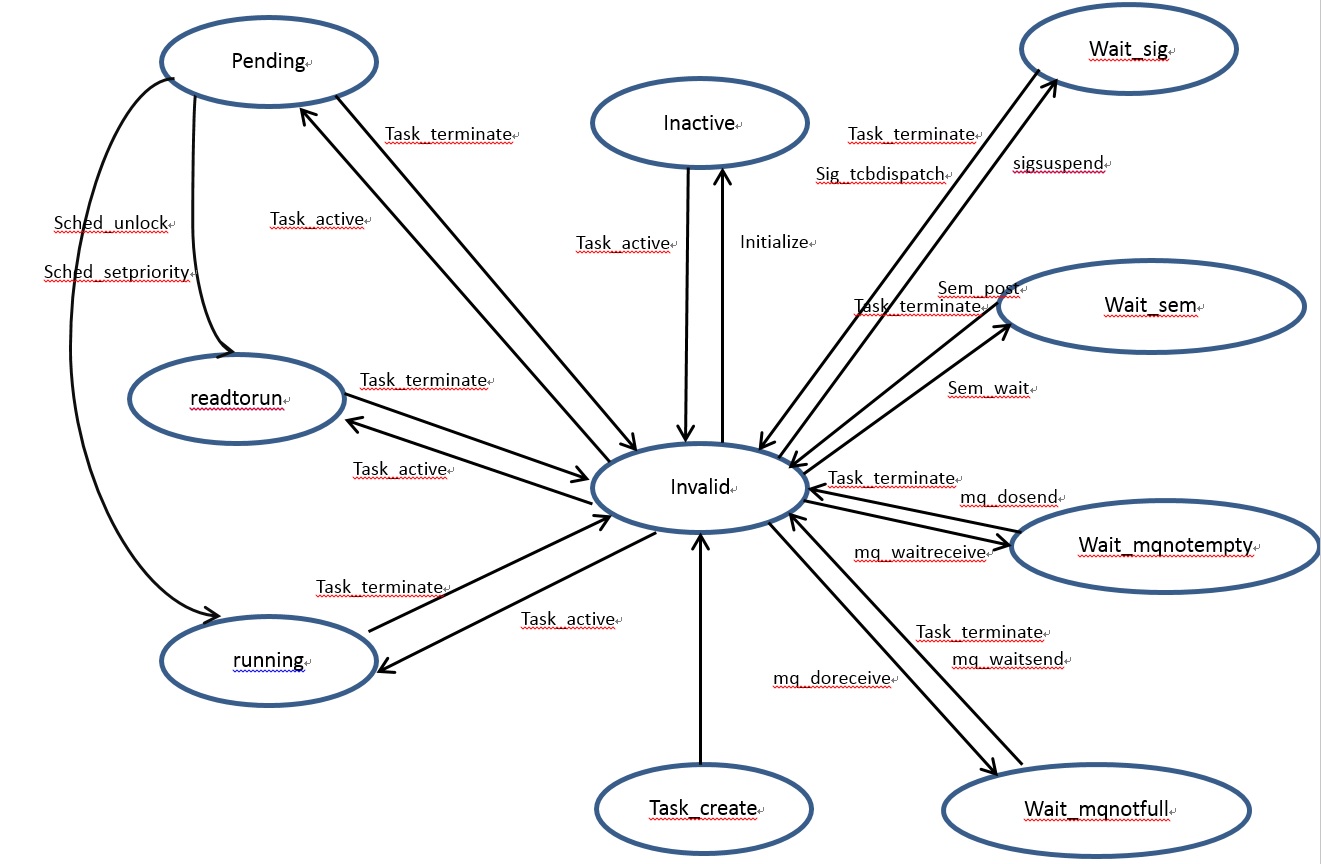 Pending
Wait_sig
Inactive
Task_terminate
Task_terminate
sigsuspend
Sig_tcbdispatch
Task_active
Sched_unlock
Task_active
Initialize
Sched_setpriority
Sem_post
Task_terminate
Wait_sem
Task_terminate
Sem_wait
readtorun
Task_active
Invalid
Task_terminate
mq_dosend
mq_waitreceive
Wait_mqnotempty
Task_terminate
Task_active
Task_terminate
mq_waitsend
running
mq_doreceive
Task_create
Wait_mqnotfull